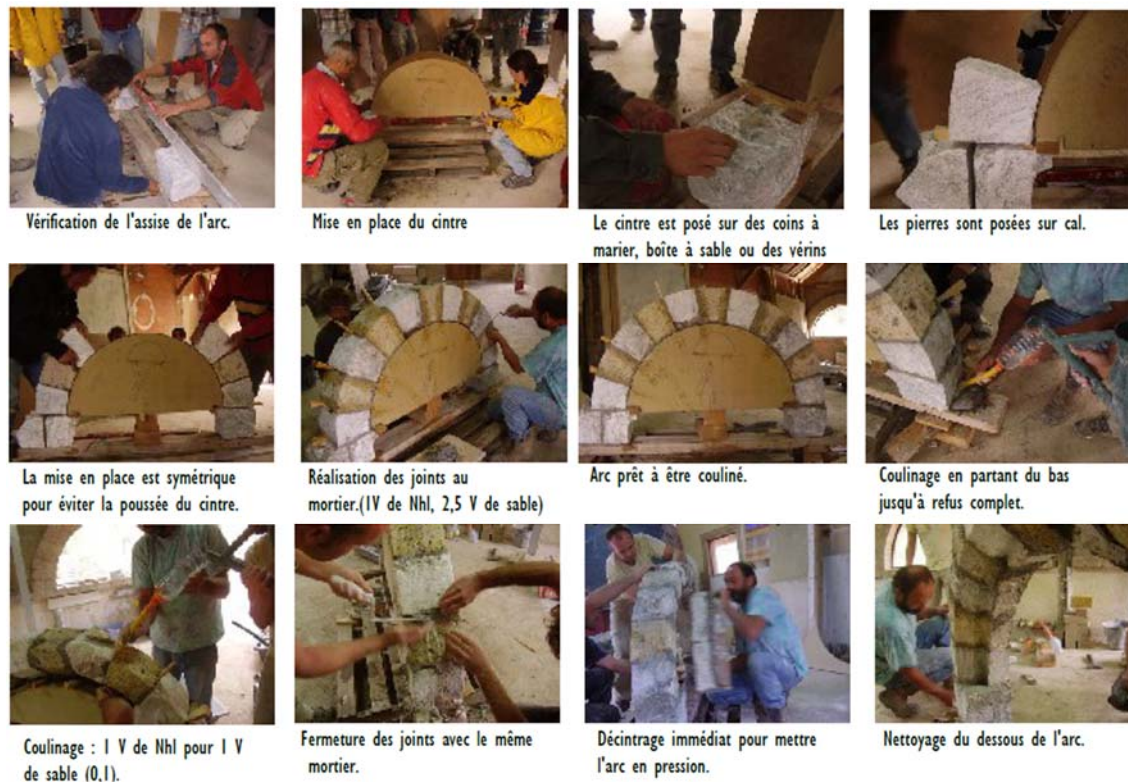 Vérification de l'assise de l'arc.
Mise en place du cintre
Le cintre est posé sur des coins à
marier, boîte à sable ou des vérins
Les pierres sont posées sur cal.
La mise en place est symétrique
pour éviter la poussée du cintre.
Réalisation des joints au
mortier.(1V de Nhl, 2,5 V de sable)
Arc prêt à être couliné.
Coulinage en partant du bas
jusqu'à refus complet.
Coulinage : 1 V de Nhl pour 1 V
de sable (0,1).
Fermeture des joints avec le même
mortier.
Décintrage immédiat pour mettre
l'arc en pression.
Nettoyage du dessous de l'arc.